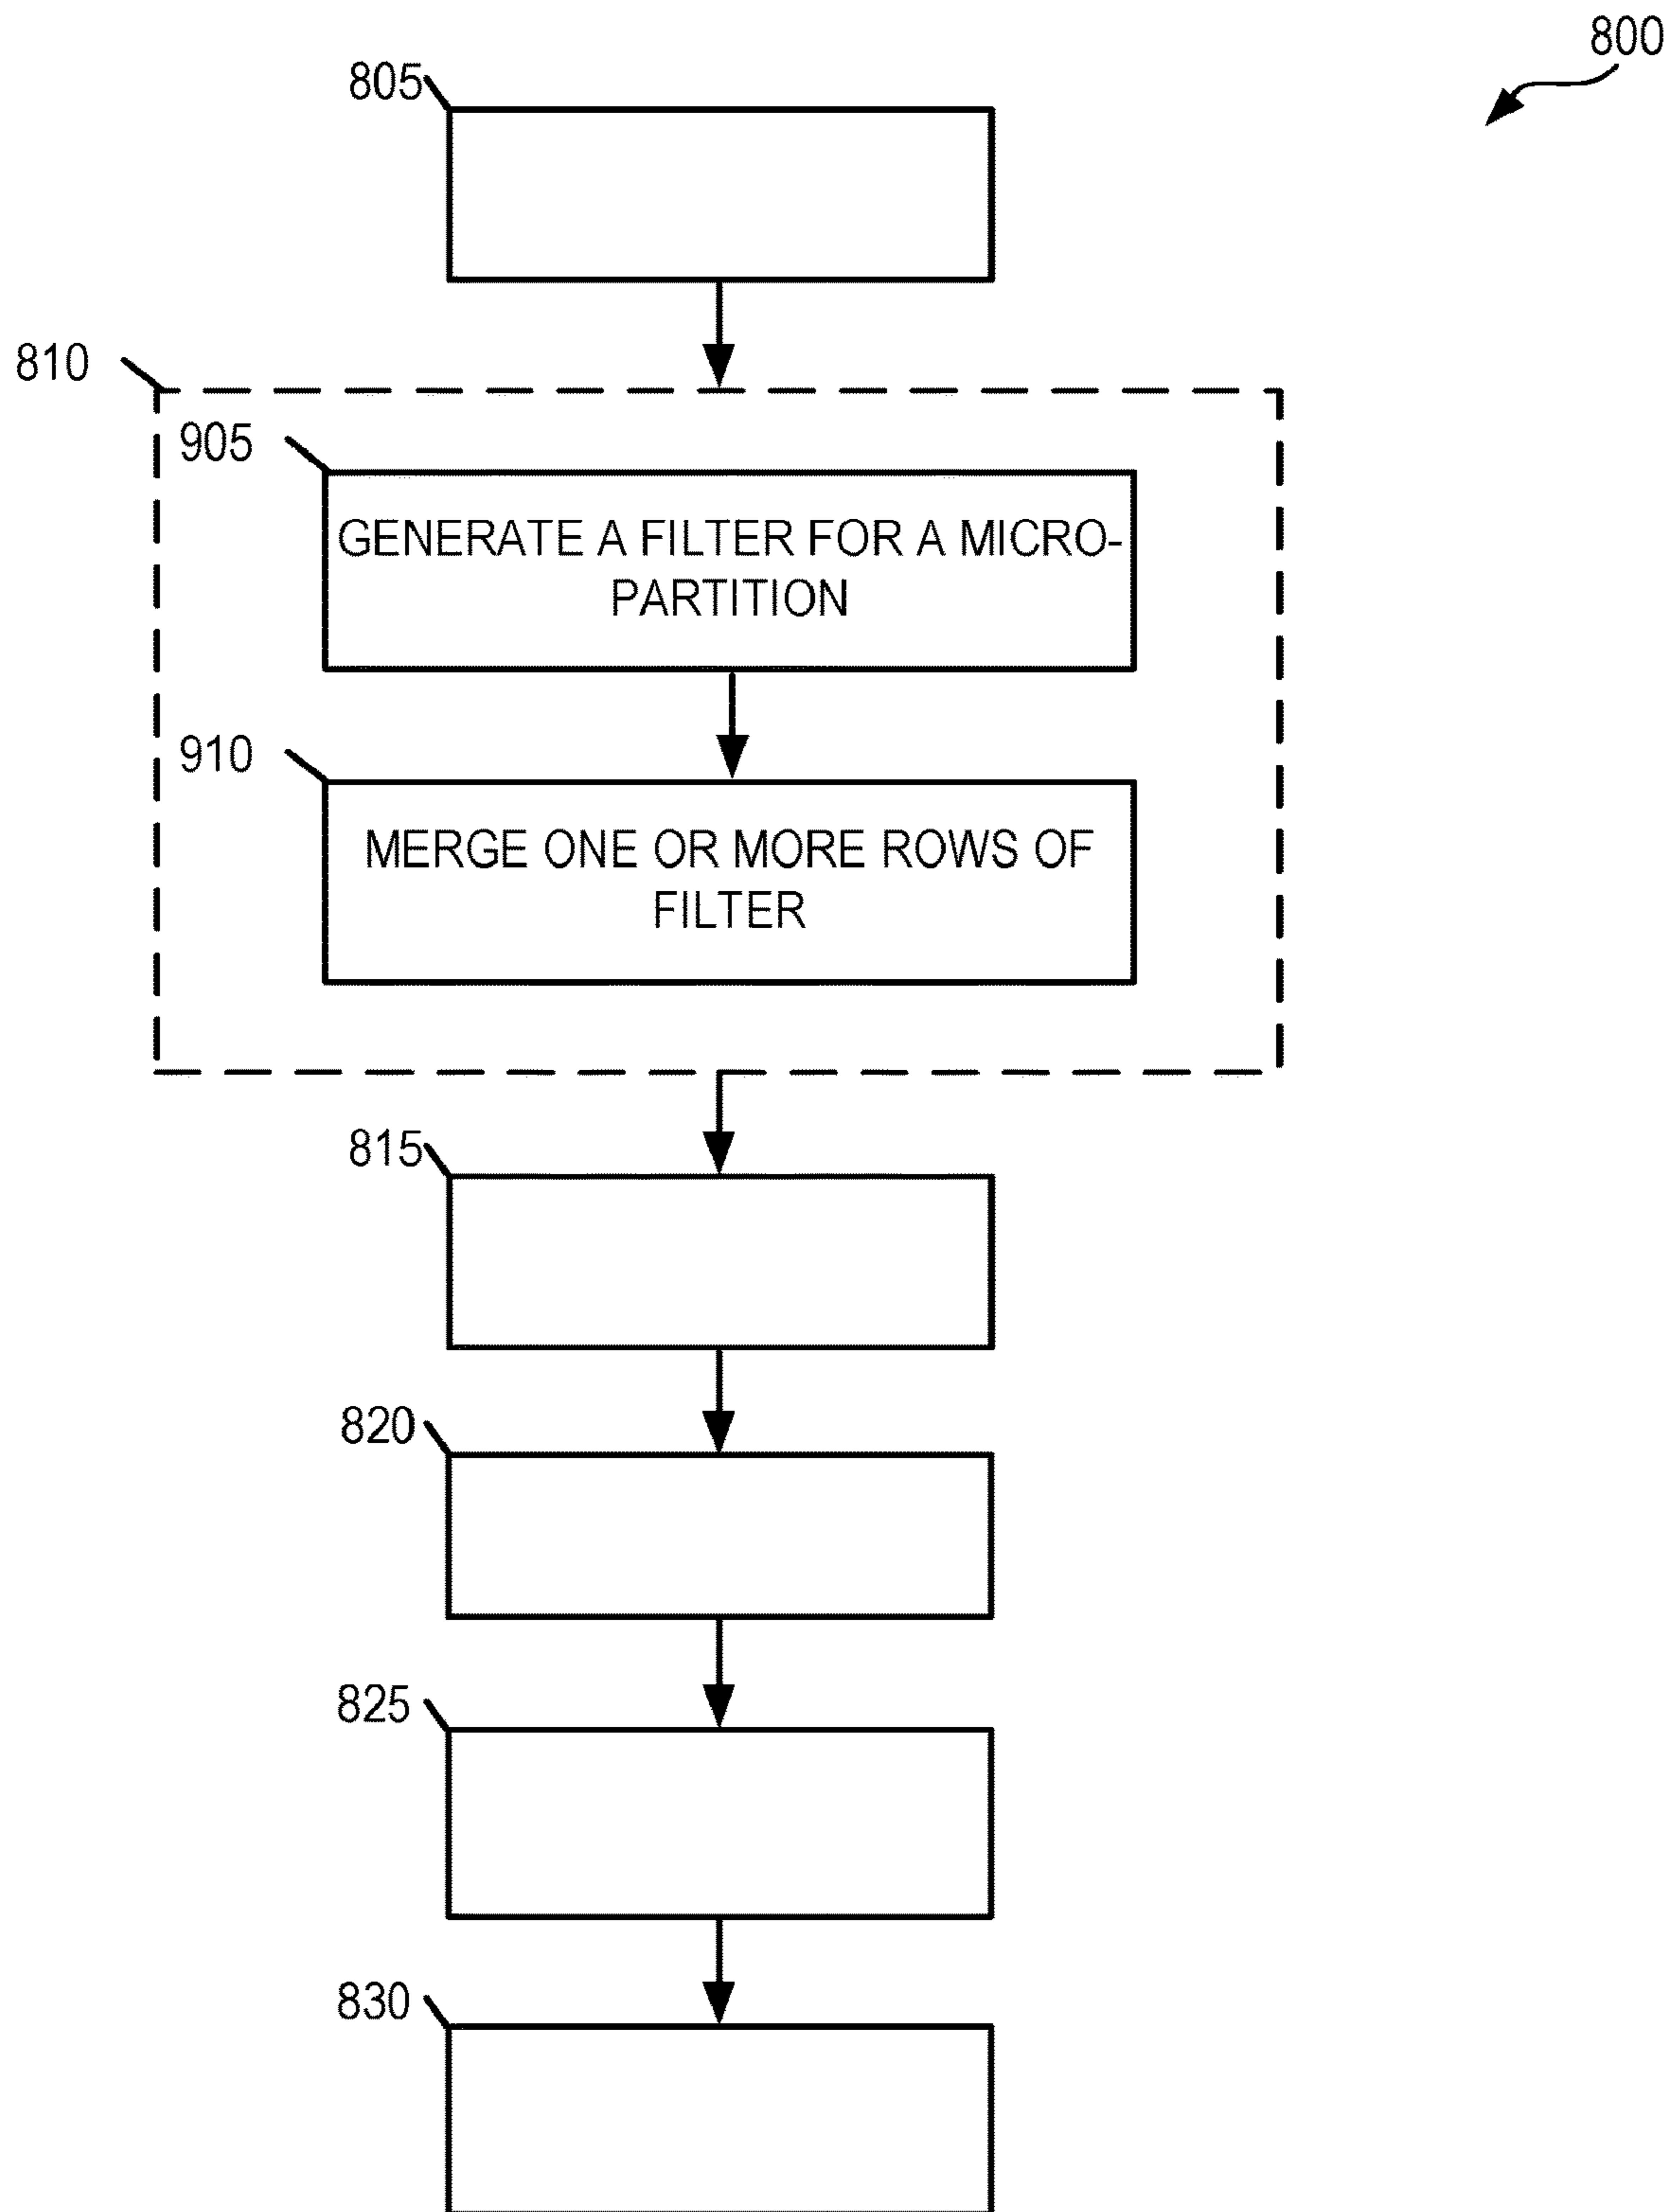 800
805
810
905
GENERATE A FILTER FOR A MICRO-
PARTITION
910
MERGE ONE OR MORE ROWS OF
FILTER
815
820
825
830